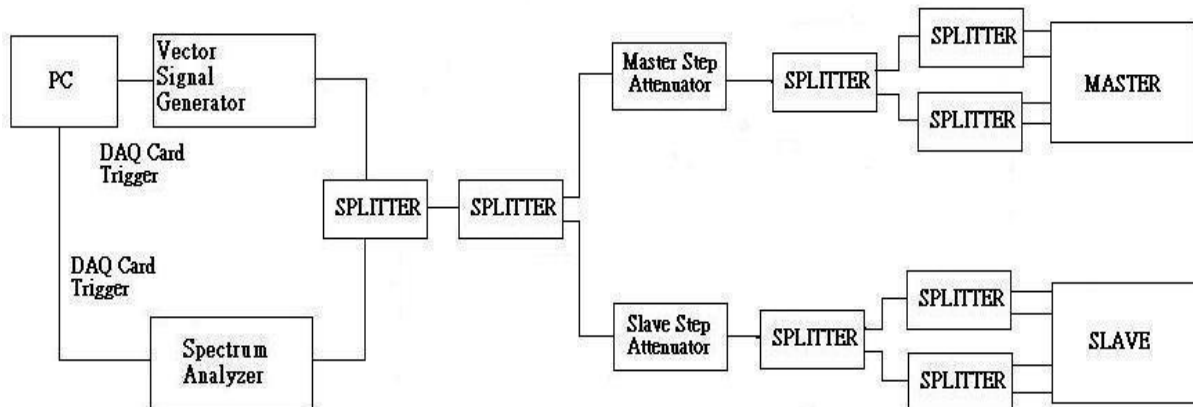 PC
Vector
Signal
Generator
DAQ Card
Trigger
DAQ Card
Trigger
Spectrum
Analyzer
SPLITTER
SPLITTER
Master Step
Attenuator
SPLITTER
SPLITTER
SPLITTER
MASTER
Slave Step
Attenuator
SPLITTER
SPLITTER
SPLITTER
SLAVE